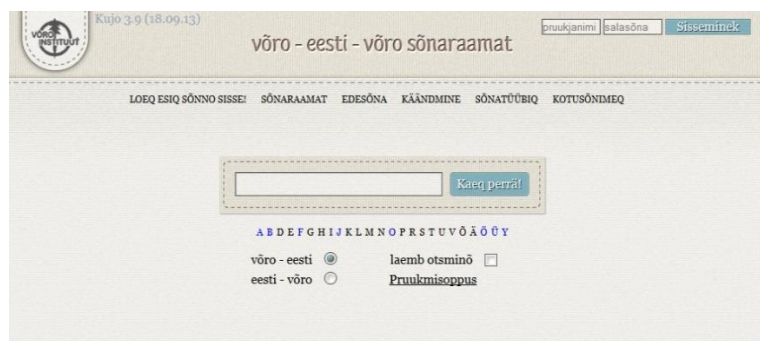 VÕRO
INSTITUUT
Kujo 3.9 (18.09.13)
võro - eesti - võro sõnaraamat
pruukjanimi salasõna Sisseminek
LOEQ ESIQ SÕNNO SISSE! SÕNARAAMAT EDESÕNA KÄÄNDMINE SÕNATÜÜBIQ KOTUSÕNIMEQ
Kaeq perrä!
A B D E F G H I J K L M N O P R S T U V Õ Ä Ö Ü Y
võro - eesti laemb otsminõ
eesti - võro Pruukmisoppus